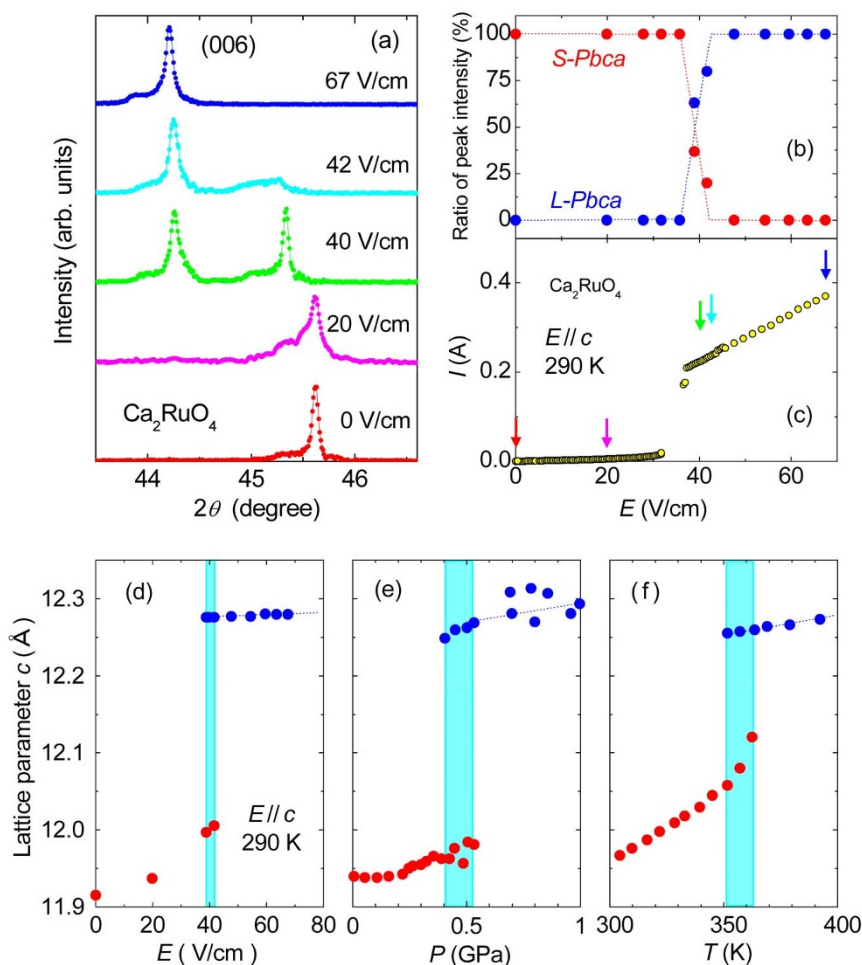 (a)
(006)
67 V/cm
42 V/cm
40 V/cm
20 V/cm
Ca₂RuO₄
0 V/cm
Intensity (arb. units)
44
45
46
2θ (degree)
Ratio of peak intensity (%)
100
75
50
25
0
S-Pbca
(b)
L-Pbca
I (A)
0.4
0.2
0.0
Ca₂RuO₄
E // c
290 K
(c)
0
20
40
60
E (V/cm)
Lattice parameter c (Å)
12.3
12.2
12.1
12.0
11.9
(d)
E // c
290 K
0
20
40
60
80
E ( V/cm)
(e)
0
0.5
1
P (GPa)
(f)
300
350
400
T (K)